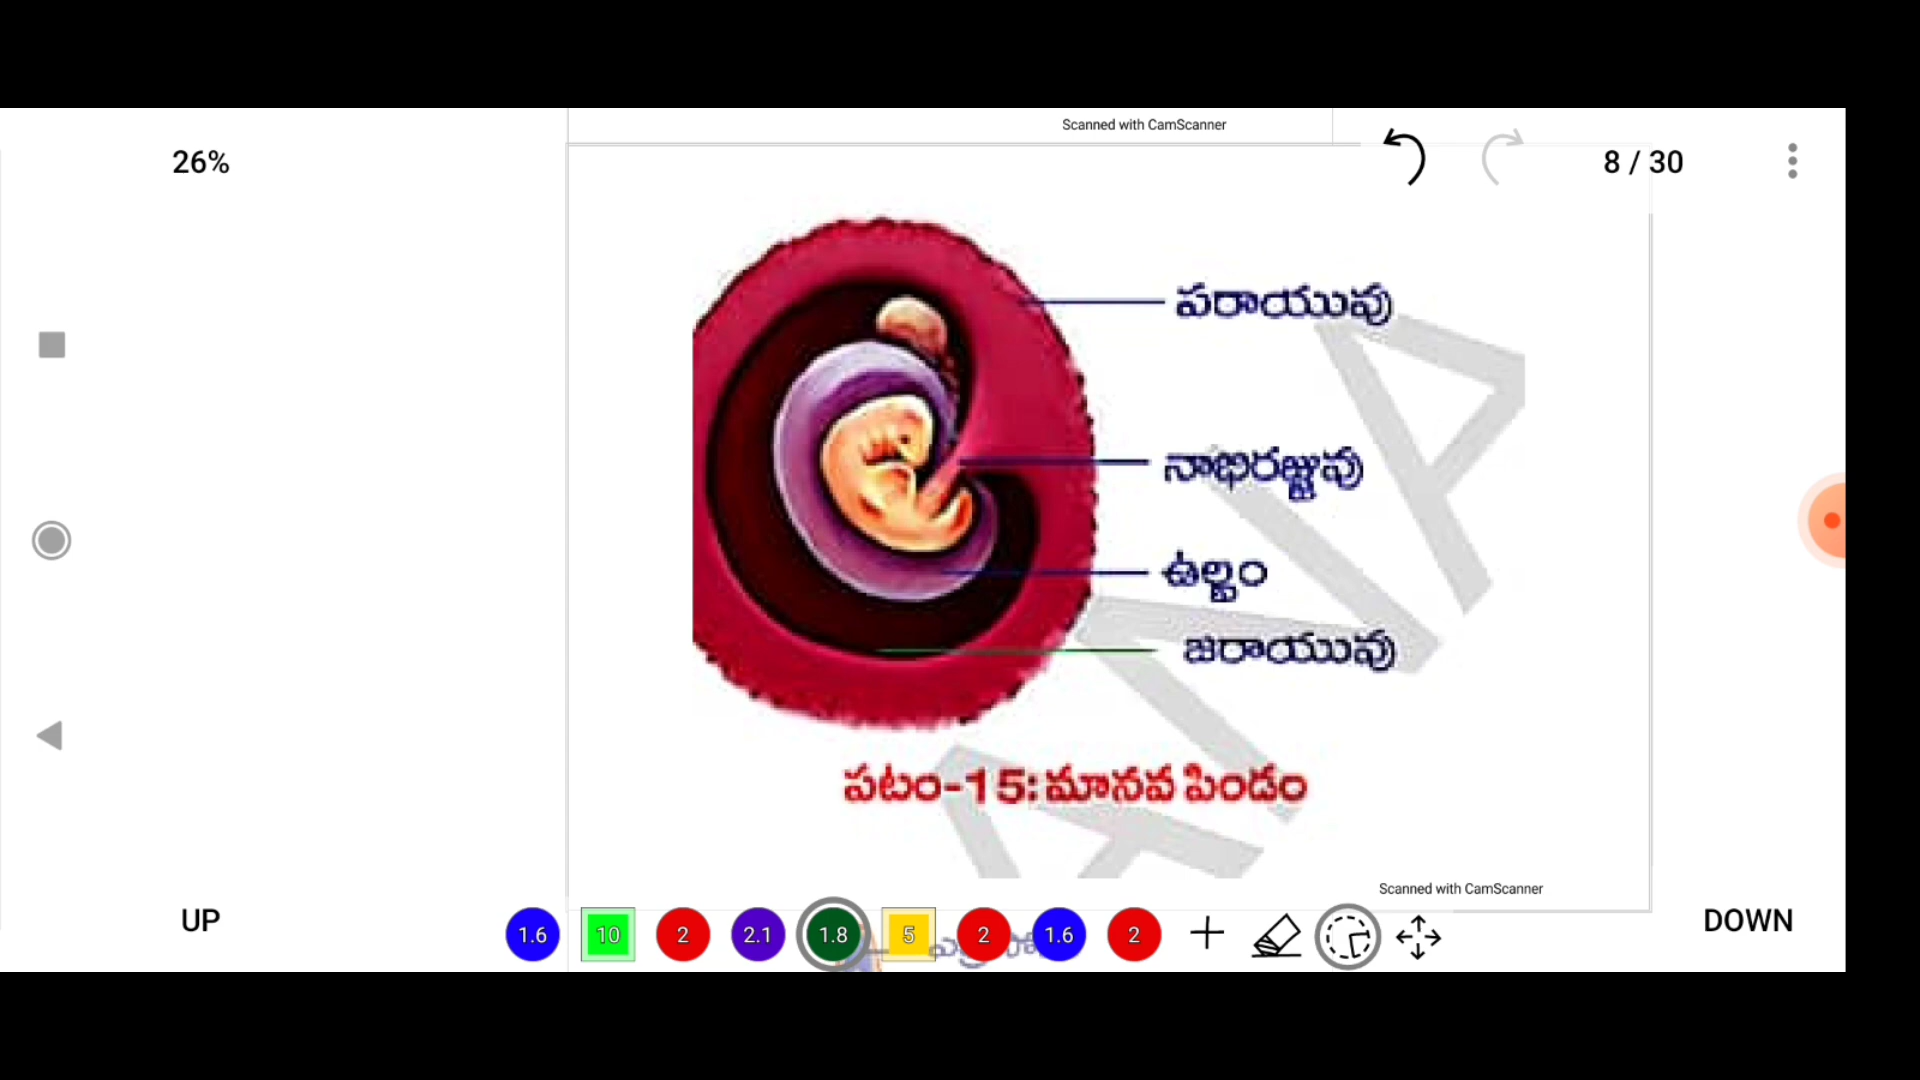 Scanned with CamScanner
26%
8 / 30
పరాయువు
నాభిరజ్జువు
ఉల్బం
జరాయువు
పటం-15: మానవ పిండం
Scanned with CamScanner
UP
DOWN
1.6 10 2 2.1 1.8 5 2 1.6 2